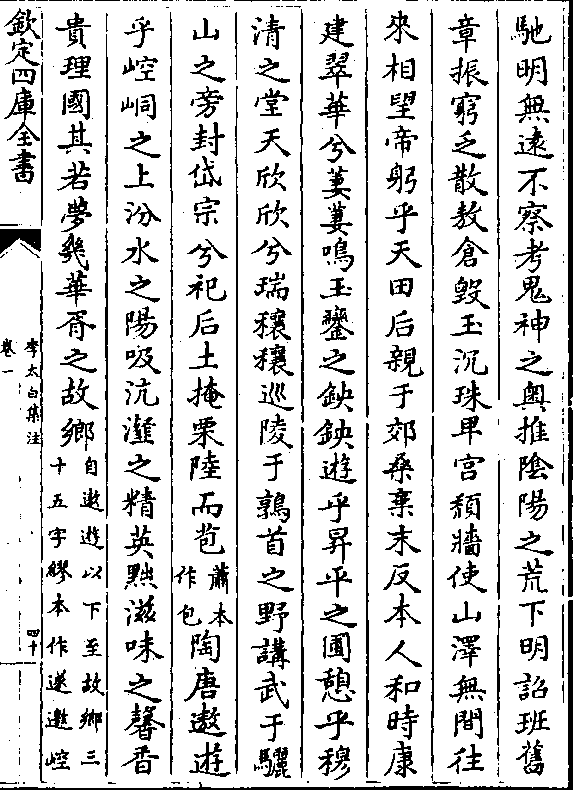 馳明無遠不察考鬼神之奥推陰陽之荒下明詔班舊
章振窮乏散敖倉毀玉沉珠卑宮頽牆使山澤無間往
來相望帝躬乎天田后親于郊桑棄末反本人和時康
建翠華兮萋萋鳴玉鑾之鉠鉠遊乎昇平之圃憩乎穆
清之堂天欣欣兮瑞穰穰巡陵于鶉首之野講武于驪
山之旁封岱宗兮祀后土掩栗陸而苞
蕭本
作包
陶唐遨遊
乎崆峒之上汾水之陽吸沆瀣之精英黜滋味之馨香
貴理國其若夢幾華胥之故鄉
自遨遊以下至故鄉三
十五字繆本作遂邀崆
欽定四庫全書
李太白集注
卷一
四十